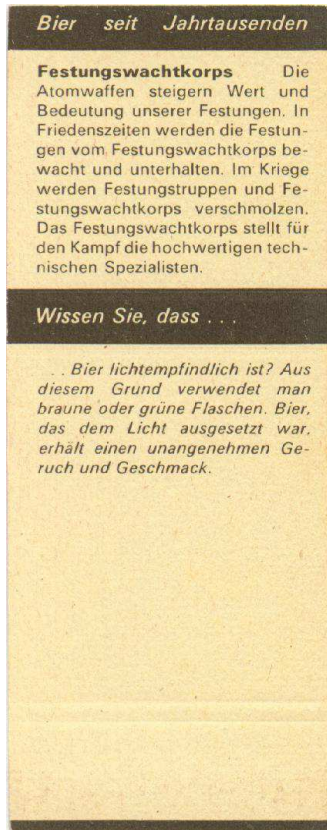 Bier seit Jahrtausenden
Festungswachtkorps Die
Atomwaffen steigern Wert und
Bedeutung unserer Festungen. In
Friedenszeiten werden die Festun-
gen vom Festungswachtkorps be-
wacht und unterhalten. Im Kriege
werden Festungstruppen und Fe-
stungswachtkorps verschmolzen.
Das Festungswachtkorps stellt für
den Kampf die hochwertigen tech-
nischen Spezialisten.
Wissen Sie, dass . . .
. . Bier lichtempfindlich ist? Aus
diesem Grund verwendet man
braune oder grüne Flaschen. Bier,
das dem Licht ausgesetzt war,
erhält einen unangenehmen Ge-
ruch und Geschmack.